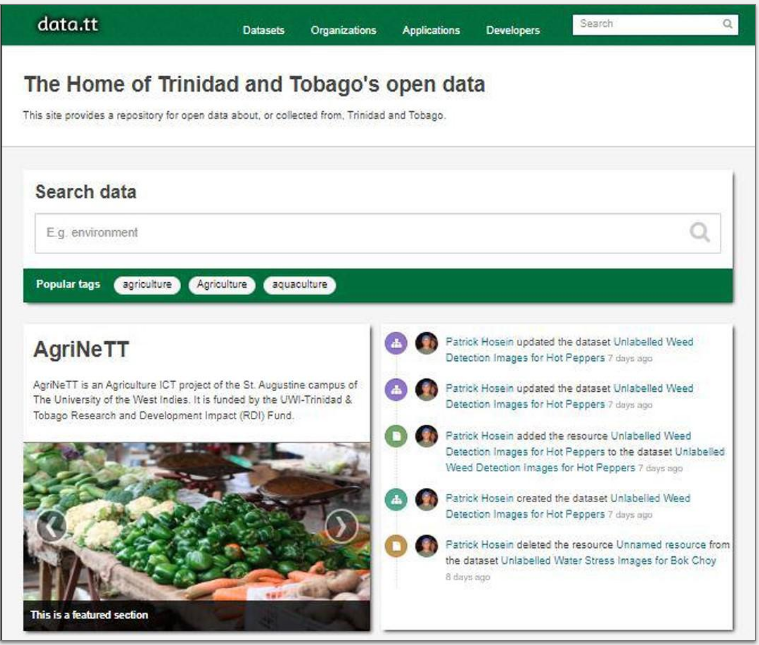 data.tt
Datasets
Organizations
Applications
Developers
Search
The Home of Trinidad and Tobago's open data
This site provides a repository for open data about, or collected from, Trinidad and Tobago.
Search data
E.g. environment
Popular tags
agriculture
Agriculture
aquaculture
AgriNeTT
AgriNeTT is an Agriculture ICT project of the St. Augustine campus of
The University of the West Indies. It is funded by the UWI-Trinidad &
Tobago Research and Development Impact (RDI) Fund.
This is a featured section
Patrick Hosein updated the dataset Unlabelled Weed
Detection Images for Hot Peppers 7 days ago
Patrick Hosein updated the dataset Unlabelled Weed
Detection Images for Hot Peppers 7 days ago
Patrick Hosein added the resource Unlabelled Weed
Detection Images for Hot Peppers to the dataset Unlabelled
Weed Detection Images for Hot Peppers 7 days ago
Patrick Hosein created the dataset Unlabelled Weed
Detection Images for Hot Peppers 7 days ago
Patrick Hosein deleted the resource Unnamed resource from
the dataset Unlabelled Water Stress Images for Bok Choy
8 days ago